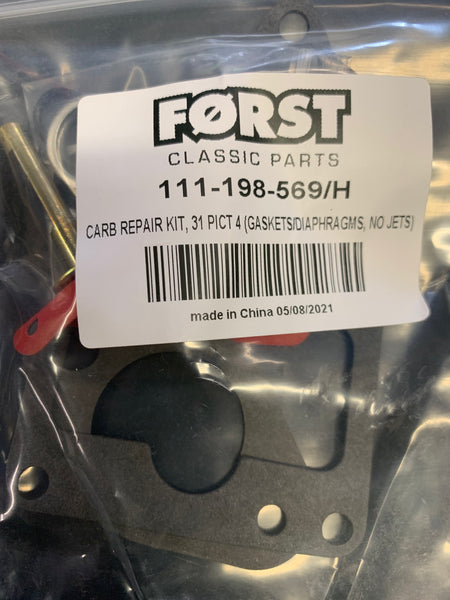 FØRST
CLASSIC PARTS
111-198-569/H
CARB REPAIR KIT, 31 PICT 4 (GASKETS/DIAPHRAGMS, NO JETS)
made in China 05/08/2021